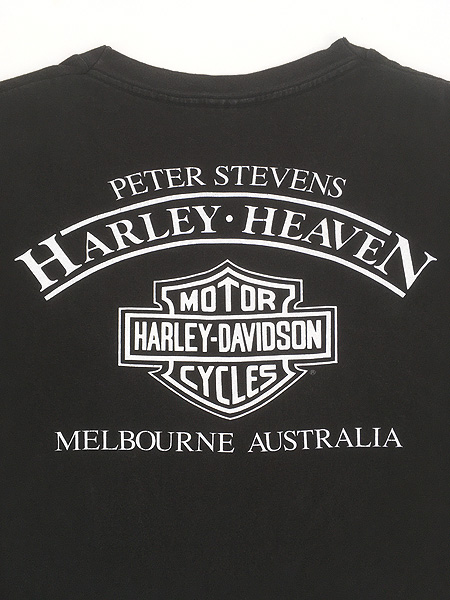 PETER STEVENS
HARLEY · HEAVEN
MOTOR
HARLEY-DAVIDSON
CYCLES
®
MELBOURNE AUSTRALIA